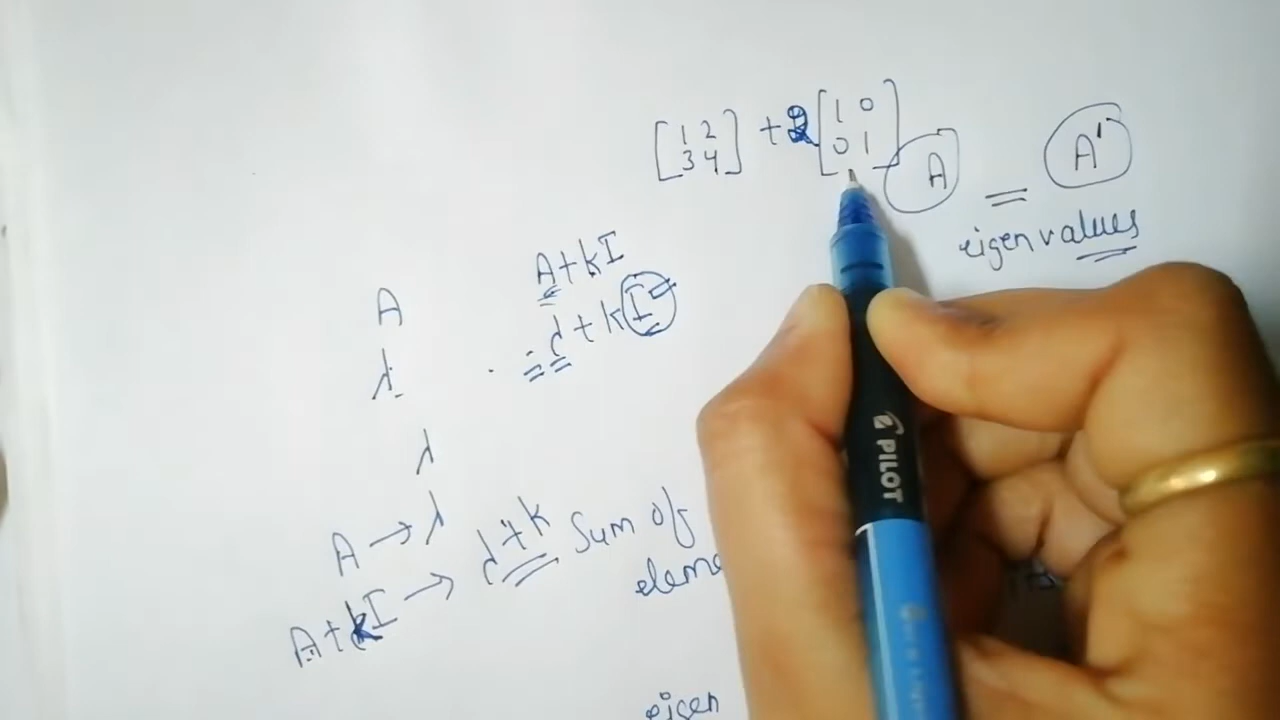 [1 2
3 4] + 2[1 0
0 1]
A = A'
eigen values
A+kI
A
λ+kI
λ
λ
A → λ
A+kI → λ+k
Sum of
eleme
eigen
PILOT